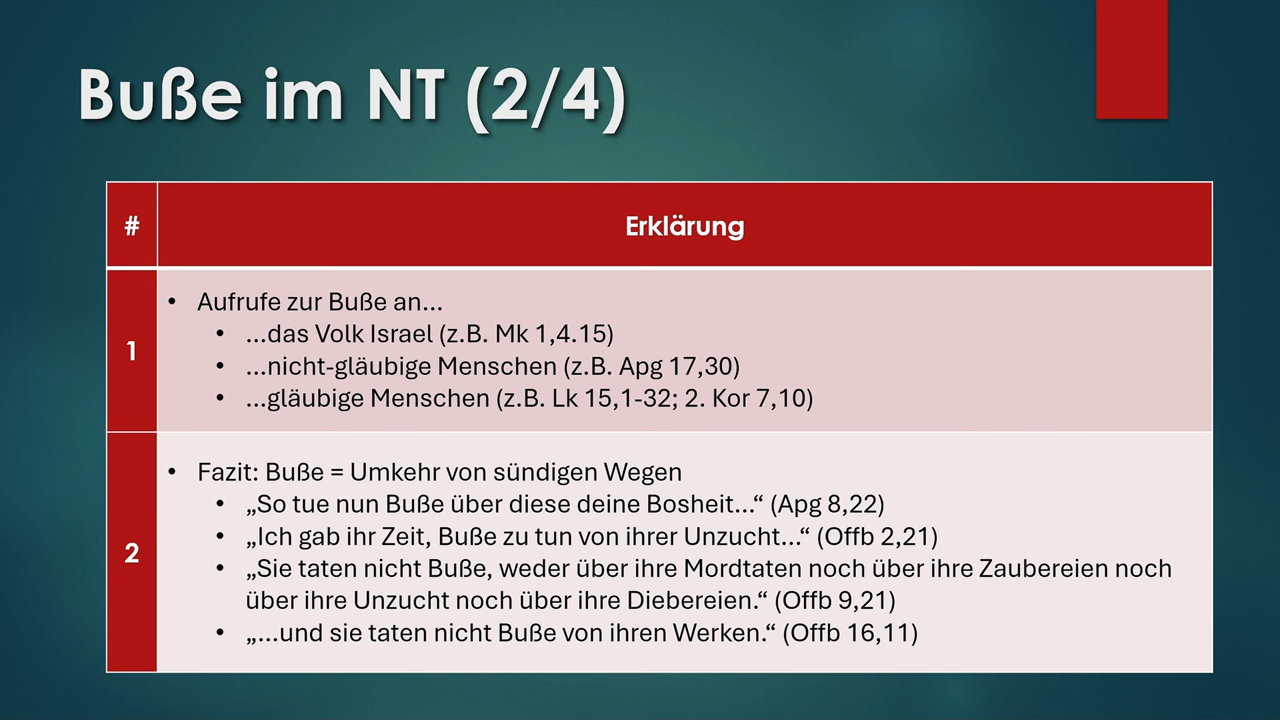 Buße im NT (2/4)
# Erklärung
1
• Aufrufe zur Buße an...
• ...das Volk Israel (z.B. Mk 1,4.15)
• ...nicht-gläubige Menschen (z.B. Apg 17,30)
• ...gläubige Menschen (z.B. Lk 15,1-32; 2. Kor 7,10)
2
• Fazit: Buße = Umkehr von sündigen Wegen
• „So tue nun Buße über diese deine Bosheit...“ (Apg 8,22)
• „Ich gab ihr Zeit, Buße zu tun von ihrer Unzucht...“ (Offb 2,21)
• „Sie taten nicht Buße, weder über ihre Mordtaten noch über ihre Zaubereien noch
über ihre Unzucht noch über ihre Diebereien.“ (Offb 9,21)
• „...und sie taten nicht Buße von ihren Werken.“ (Offb 16,11)